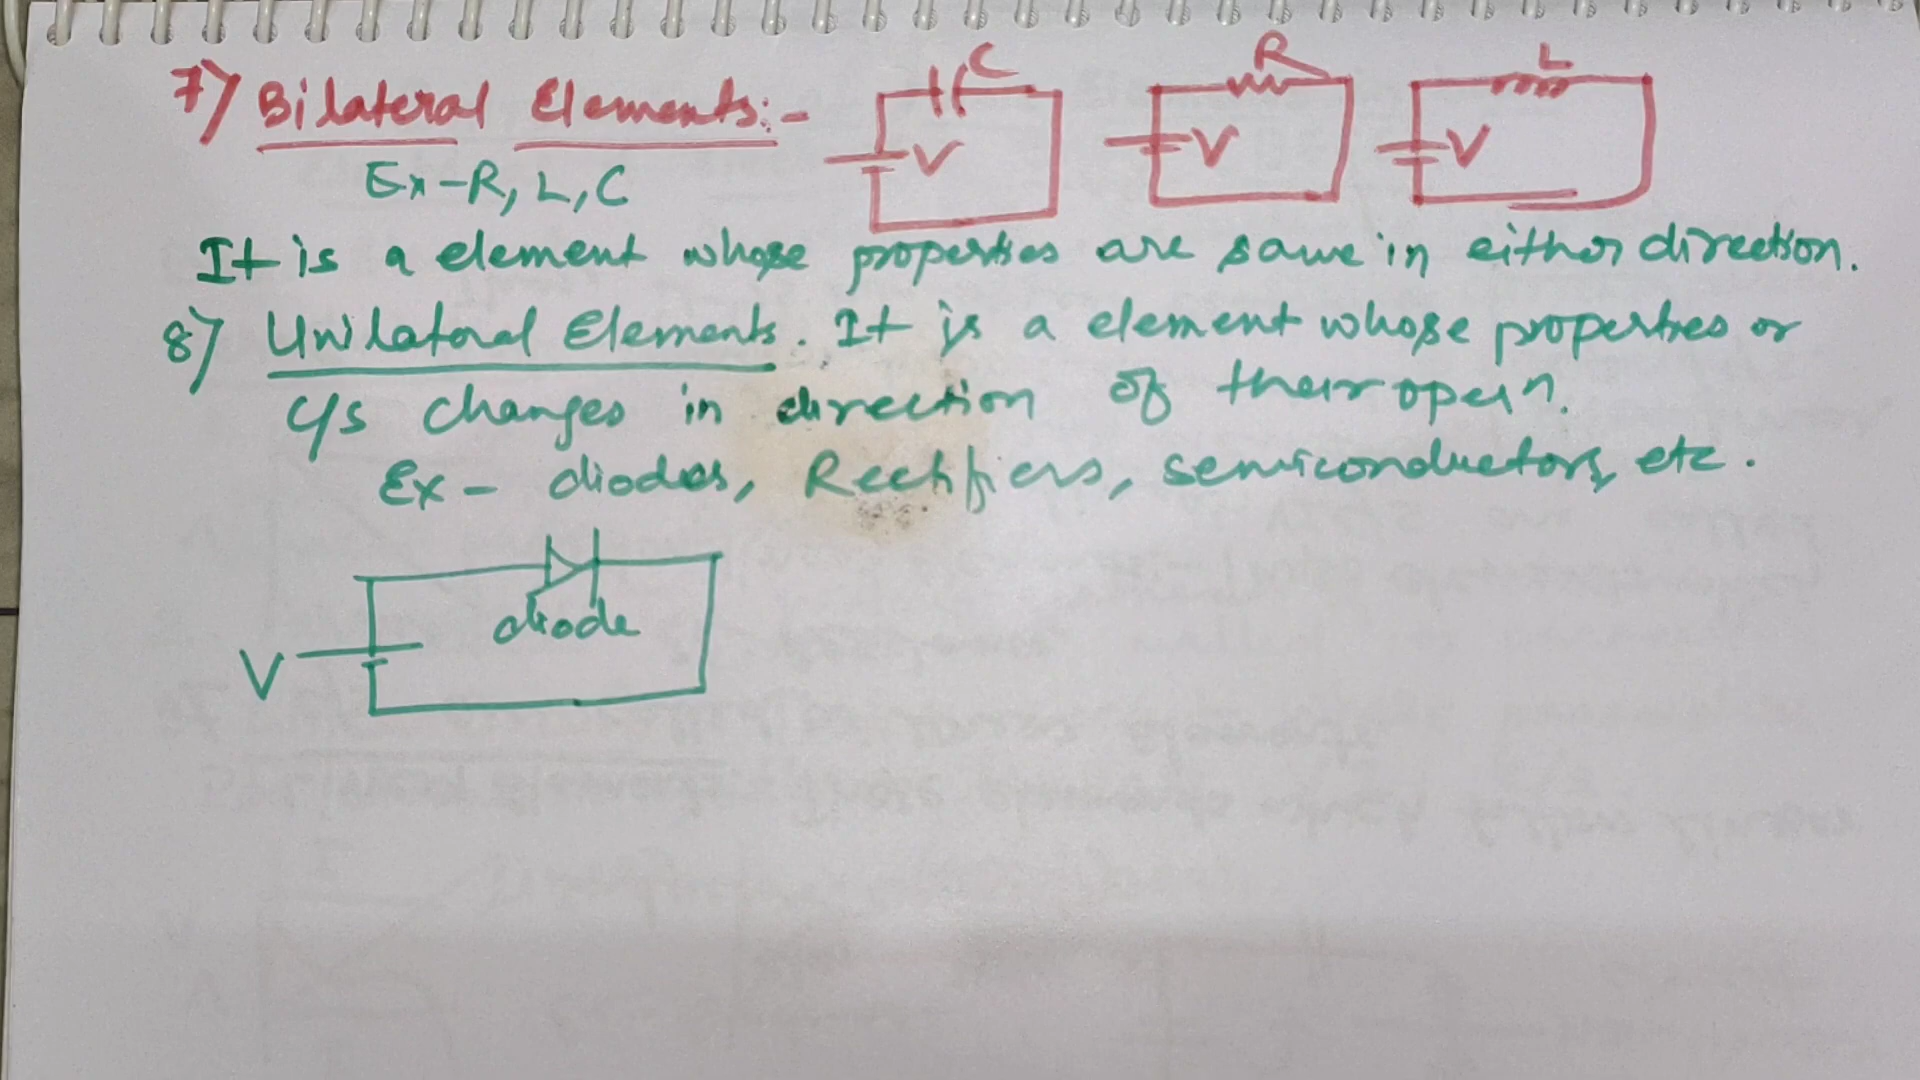 7) Bilateral Elements:-
C
R
L
V
V
V
Ex-R, L, C
It is a element whose properties are same in either direction.
8) Unilateral Elements. It is a element whose properties or
c/s changes in direction of their opern.
Ex- diodes, Rectifiers, semiconductors, etc.
diode
V